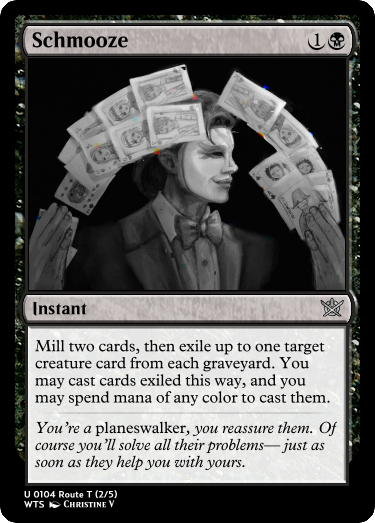 Schmooze 1
Instant
Mill two cards, then exile up to one target
creature card from each graveyard. You
may cast cards exiled this way, and you
may spend mana of any color to cast them.
You're a planeswalker, you reassure them. Of
course you'll solve all their problems— just as
soon as they help you with yours.
U 0104 Route T (2/5)
WTS Christine V